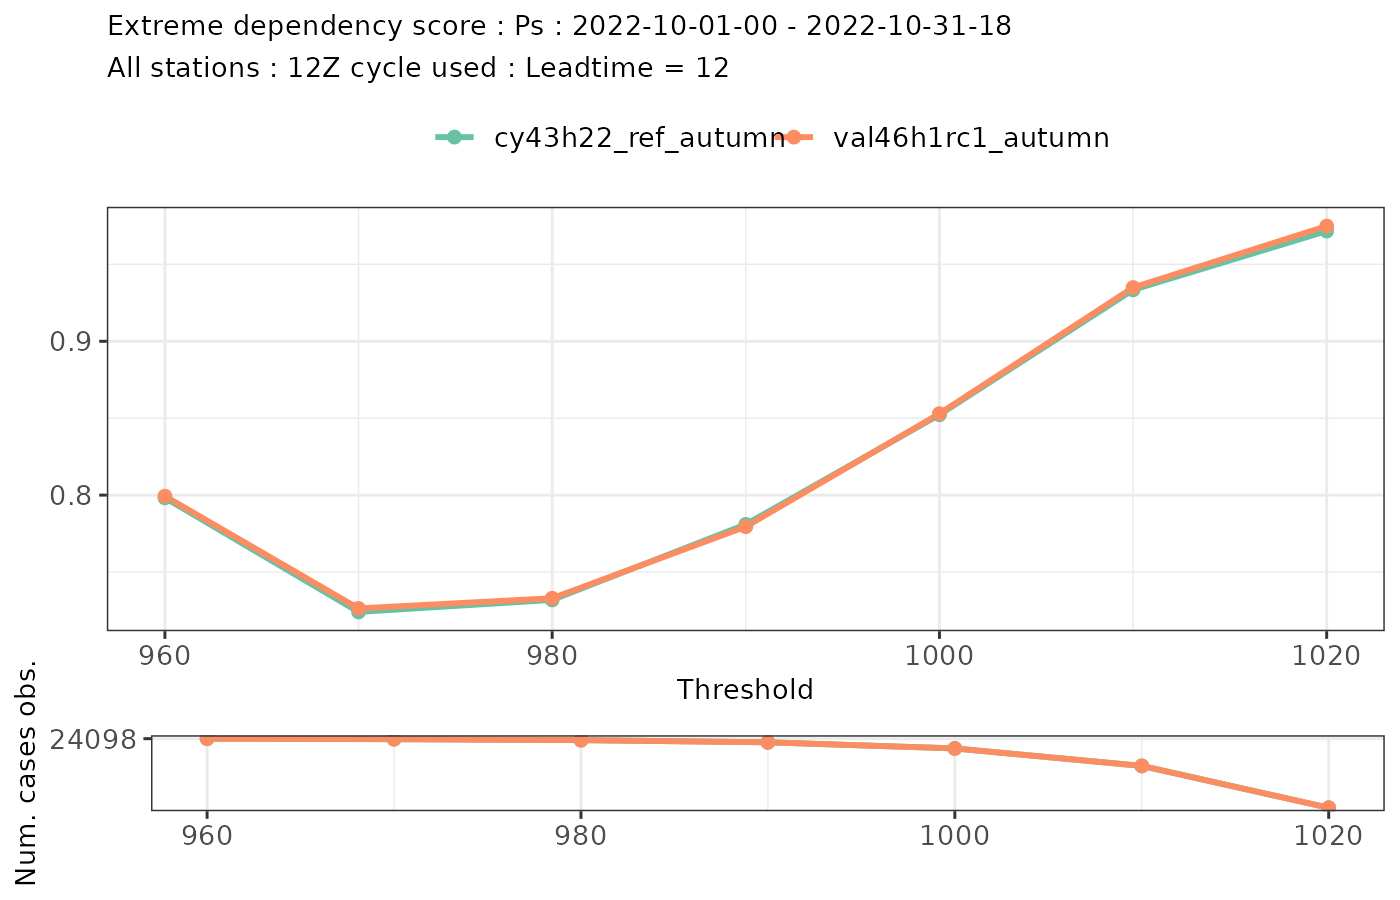 Extreme dependency score : Ps : 2022-10-01-00 - 2022-10-31-18
All stations : 12Z cycle used : Leadtime = 12
cy43h22_ref_autumn val46h1rc1_autumn
0.9
0.8
960 980 1000 1020
Threshold
Num. cases obs.
24098
960 980 1000 1020